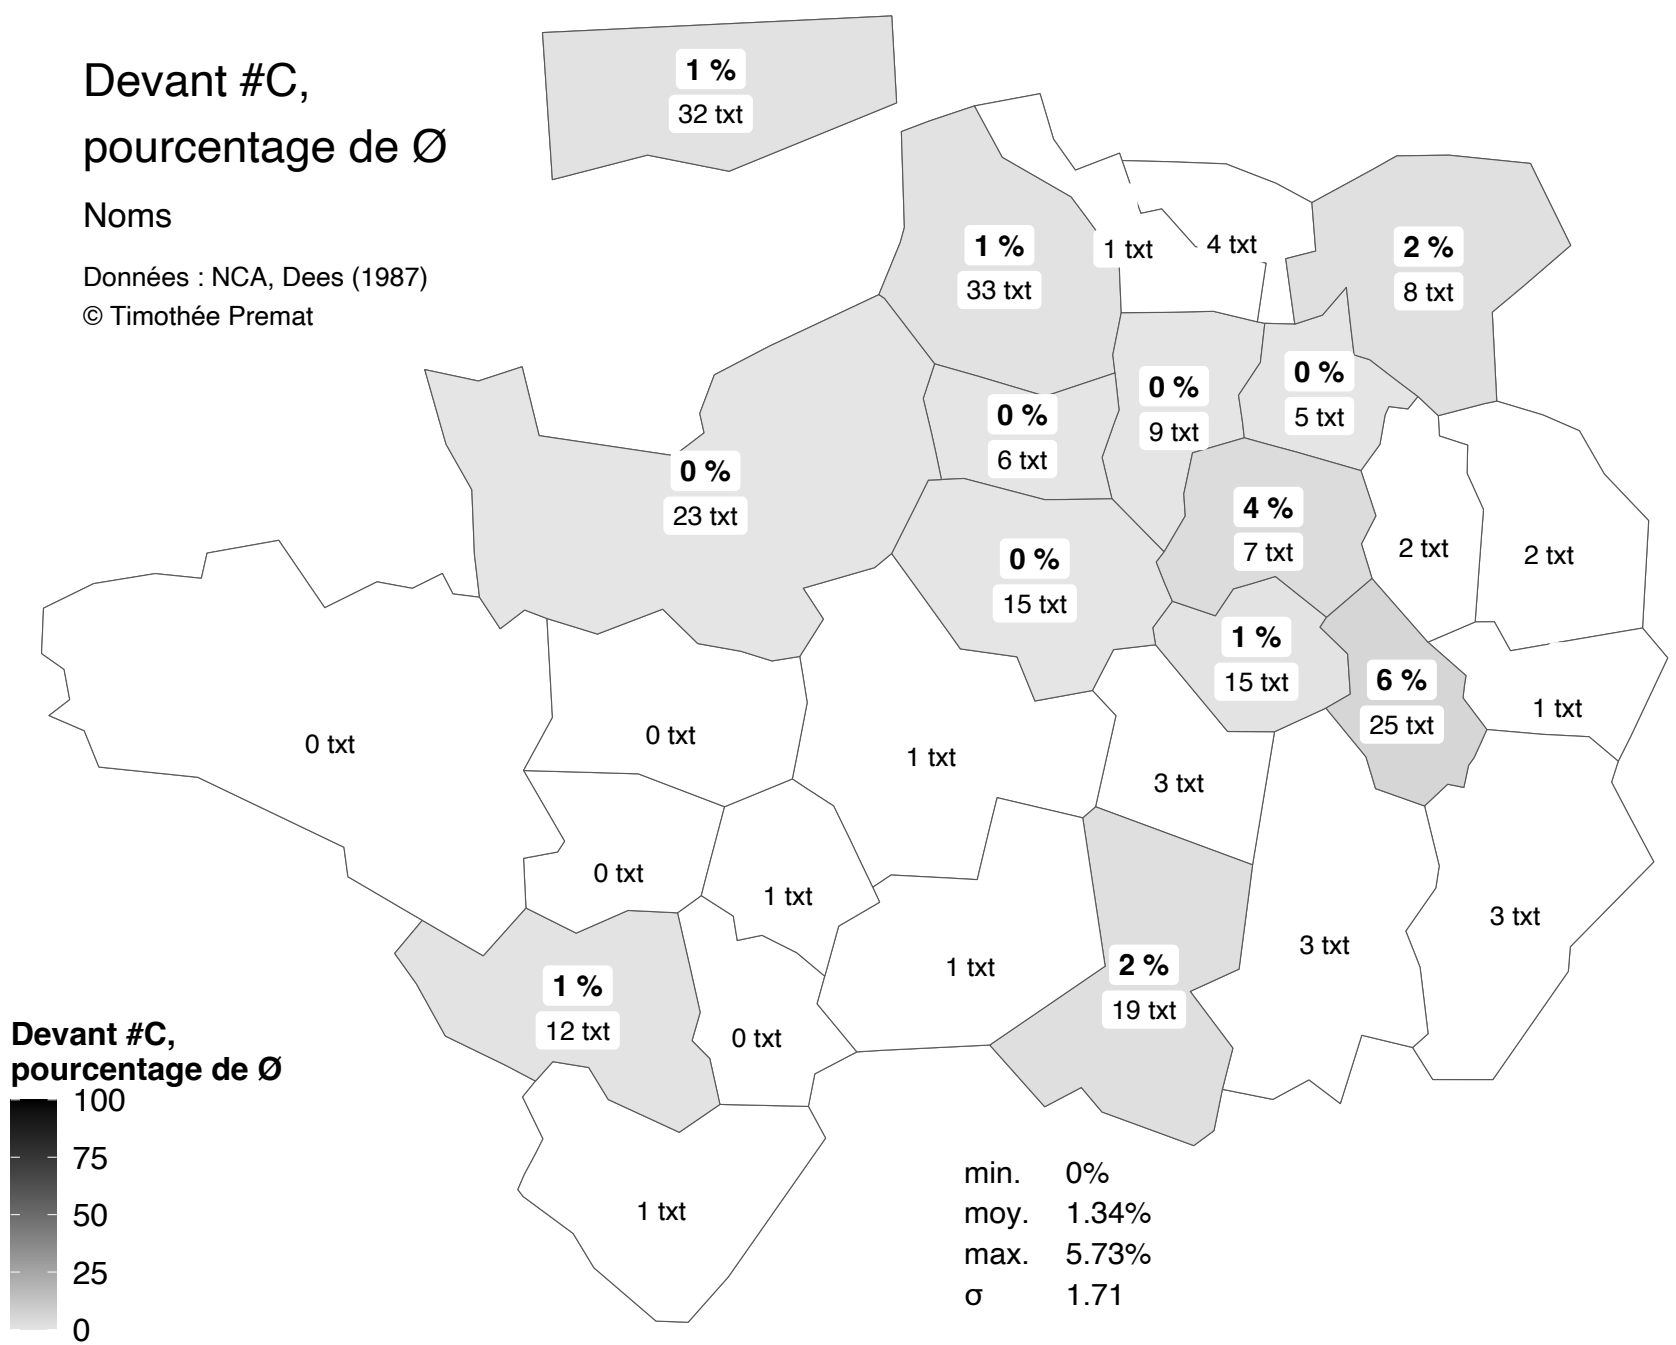 Devant #C,
pourcentage de Ø
Noms
Données : NCA, Dees (1987)
© Timothée Premat
1 %
32 txt
1 %
33 txt
1 txt
4 txt
2 %
8 txt
0 %
23 txt
0 %
6 txt
0 %
9 txt
0 %
5 txt
4 %
7 txt
2 txt
2 txt
0 %
15 txt
1 %
15 txt
6 %
25 txt
1 txt
0 txt
0 txt
1 txt
3 txt
0 txt
1 txt
1 txt
2 %
19 txt
3 txt
3 txt
1 %
12 txt
0 txt
1 txt
Devant #C,
pourcentage de Ø
100
75
50
25
0
min. 0%
moy. 1.34%
max. 5.73%
σ 1.71